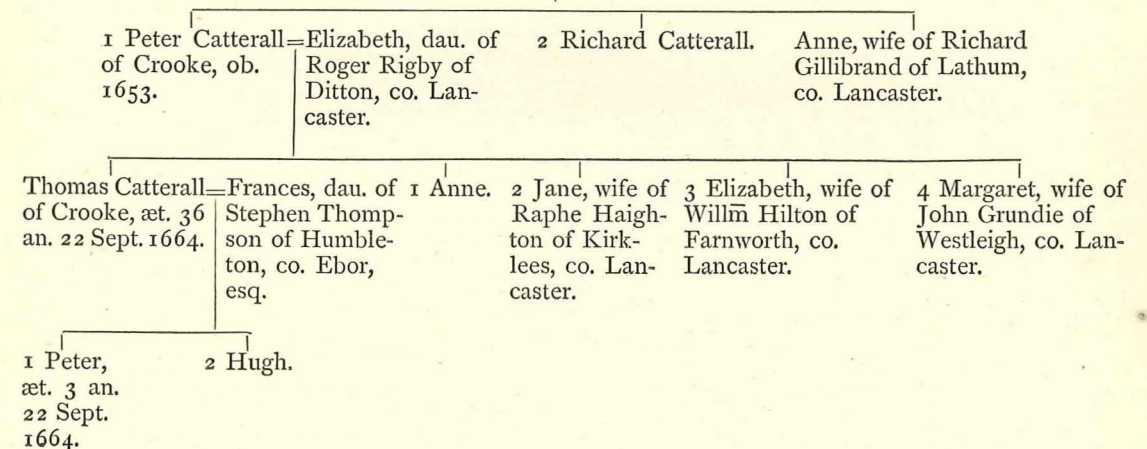 1 Peter Catterall=Elizabeth, dau. of
of Crooke, ob. Roger Rigby of
1653. Ditton, co. Lan-
caster.
2 Richard Catterall.
Anne, wife of Richard
Gillibrand of Lathum,
co. Lancaster.
Thomas Catterall=Frances, dau. of
of Crooke, æt. 36 Stephen Thomp-
an. 22 Sept. 1664. son of Humble-
ton, co. Ebor,
esq.
1 Anne.
2 Jane, wife of
Raphe Haigh-
ton of Kirk-
lees, co. Lan-
caster.
3 Elizabeth, wife of
Willm̄ Hilton of
Farnworth, co.
Lancaster.
4 Margaret, wife of
John Grundie of
Westleigh, co. Lan-
caster.
1 Peter,
æt. 3 an.
22 Sept.
1664.
2 Hugh.